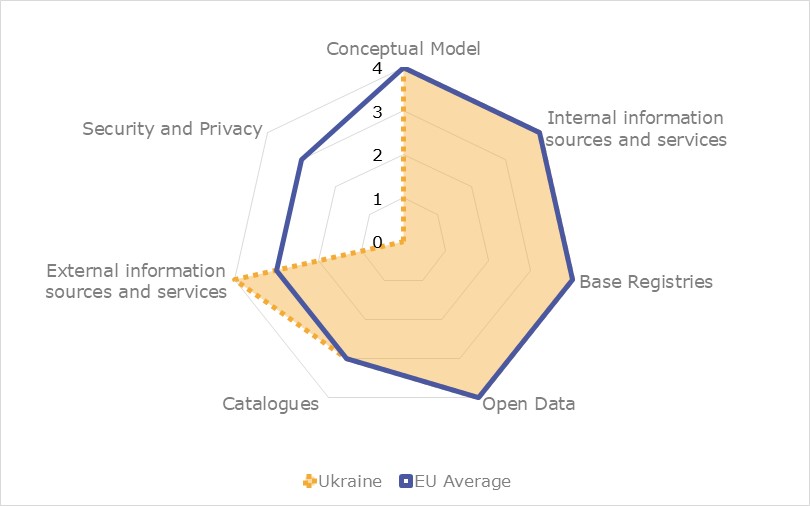 Conceptual Model
4
Internal information
sources and services
Security and Privacy
3
2
1
0
External information
sources and services
Base Registries
Catalogues
Open Data
Ukraine
EU Average